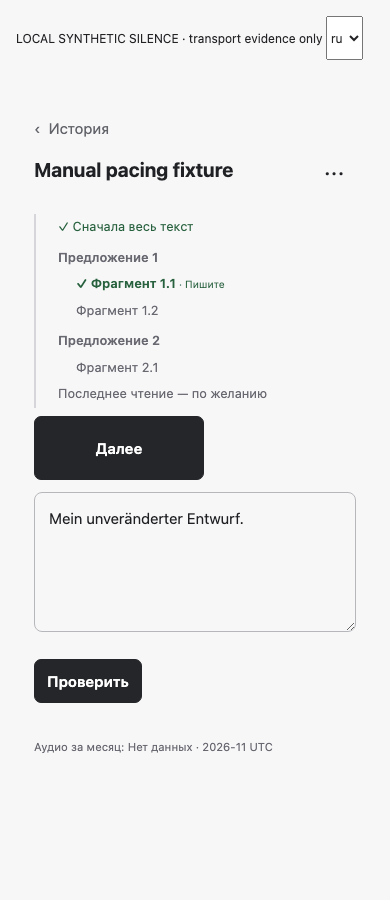 LOCAL SYNTHETIC SILENCE · transport evidence only ru
‹ История
Manual pacing fixture ...
✓ Сначала весь текст
Предложение 1
✓ Фрагмент 1.1 · Пишите
Фрагмент 1.2
Предложение 2
Фрагмент 2.1
Последнее чтение — по желанию
Далее
Mein unveränderter Entwurf.
Проверить
Аудио за месяц: Нет данных · 2026-11 UTC